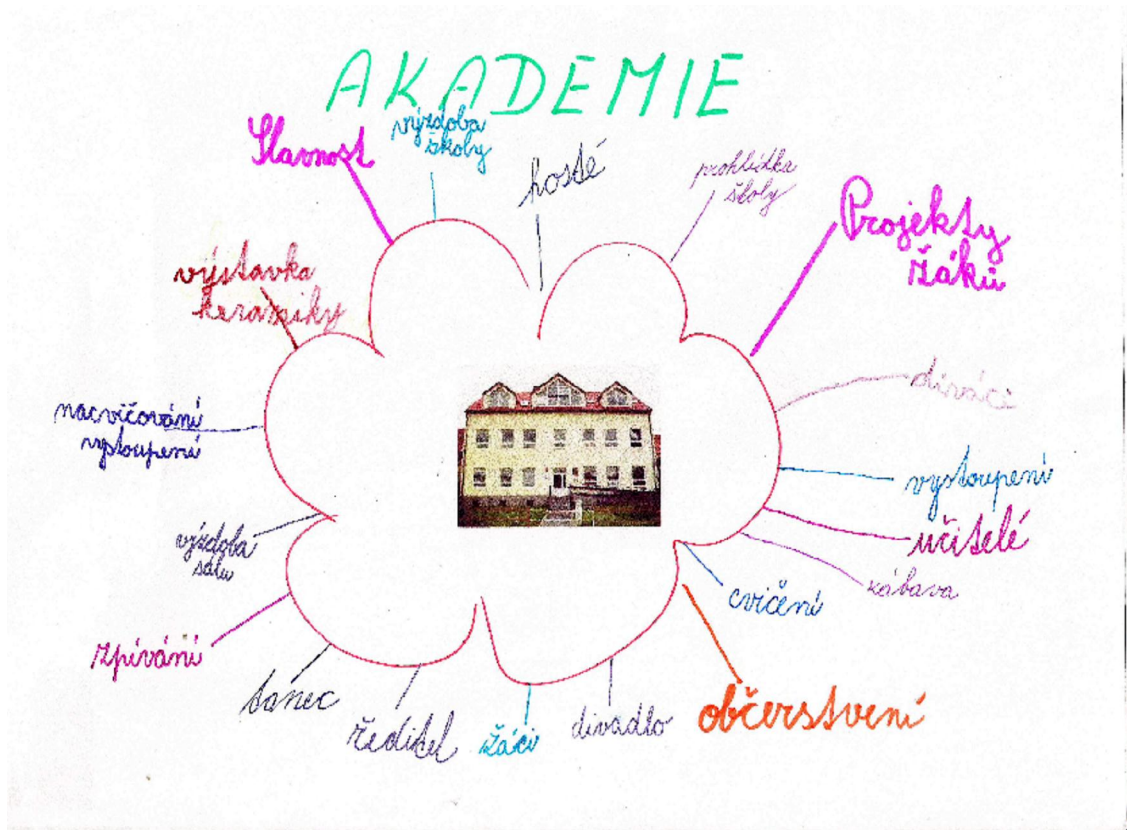 AKADEMIE
Slavnost
výzdoba
školy
hosté
prohlídka
školy
Projekty
žáků
diváci
vystoupení
učitelé
zábava
cvičení
občerstvení
divadlo
žáci
ředitel
tanec
zpívání
výzdoba
sálu
nacvičování
vystoupení
výstavka
keramiky